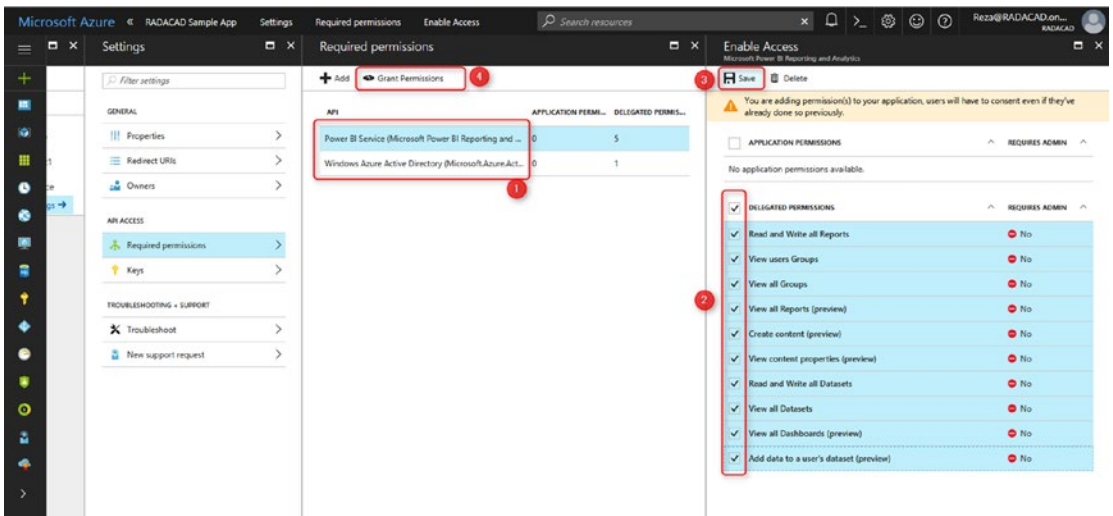 Microsoft Azure « RADACAD Sample App Settings Required permissions Enable Access Search resources Reza@RADACAD.on...
RADACAD
Settings
Filter settings
GENERAL
Properties
Redirect URIs
Owners
API ACCESS
Required permissions
Keys
TROUBLESHOOTING + SUPPORT
Troubleshoot
New support request
Required permissions
Add Grant Permissions 4
API APPLICATION PERMI... DELEGATED PERMIS...
Power BI Service (Microsoft Power BI Reporting and ... 0 5
Windows Azure Active Directory (Microsoft.Azure.Act... 0 1
1
Enable Access
Microsoft Power BI Reporting and Analytics
3 Save Delete
You are adding permission(s) to your application, users will have to consent even if they've
already done so previously.
APPLICATION PERMISSIONS REQUIRES ADMIN
No application permissions available.
DELEGATED PERMISSIONS REQUIRES ADMIN
Read and Write all Reports No
View users Groups No
View all Groups No
2
View all Reports (preview) No
Create content (preview) No
View content properties (preview) No
Read and Write all Datasets No
View all Datasets No
View all Dashboards (preview) No
Add data to a user's dataset (preview) No